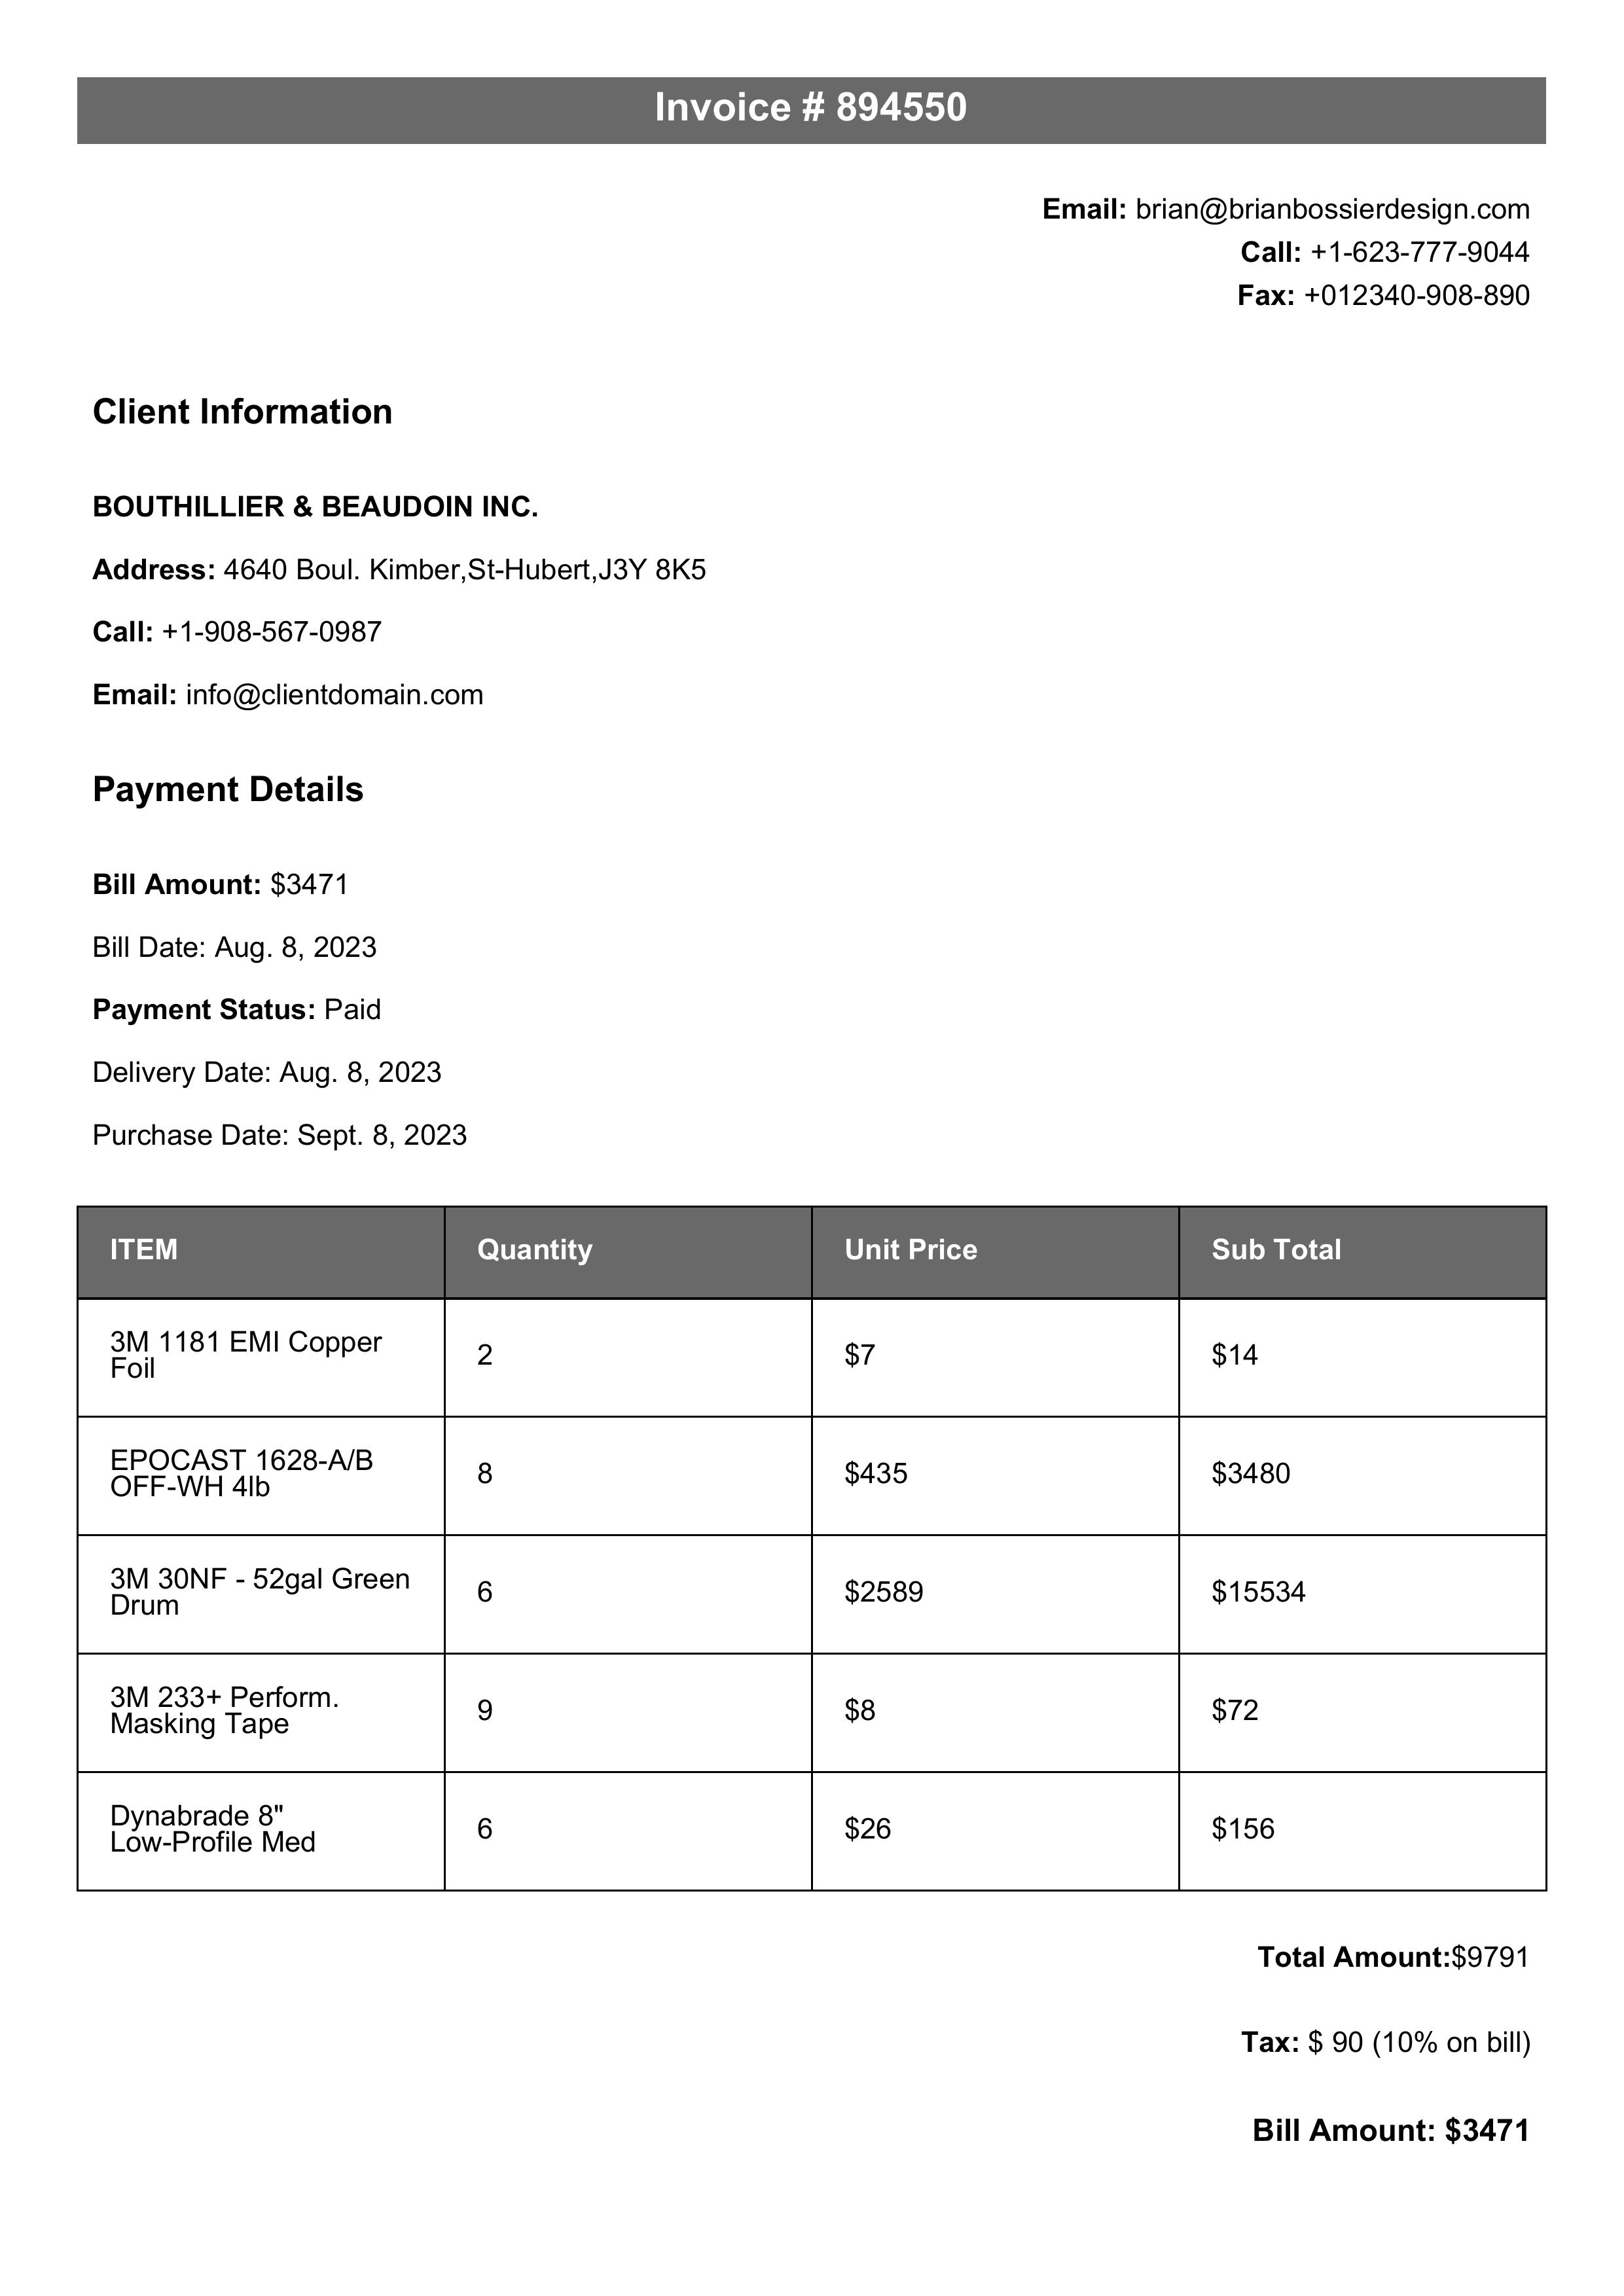 Invoice # 894550
Email: brian@brianbossierdesign.com
Call: +1-623-777-9044
Fax: +012340-908-890
Client Information
BOUTHILLIER & BEAUDOIN INC.
Address: 4640 Boul. Kimber,St-Hubert,J3Y 8K5
Call: +1-908-567-0987
Email: info@clientdomain.com
Payment Details
Bill Amount: $3471
Bill Date: Aug. 8, 2023
Payment Status: Paid
Delivery Date: Aug. 8, 2023
Purchase Date: Sept. 8, 2023
ITEM Quantity Unit Price Sub Total
3M 1181 EMI Copper
Foil 2 $7 $14
EPOCAST 1628-A/B
OFF-WH 4lb 8 $435 $3480
3M 30NF - 52gal Green
Drum 6 $2589 $15534
3M 233+ Perform.
Masking Tape 9 $8 $72
Dynabrade 8"
Low-Profile Med 6 $26 $156
Total Amount:$9791
Tax: $ 90 (10% on bill)
Bill Amount: $3471